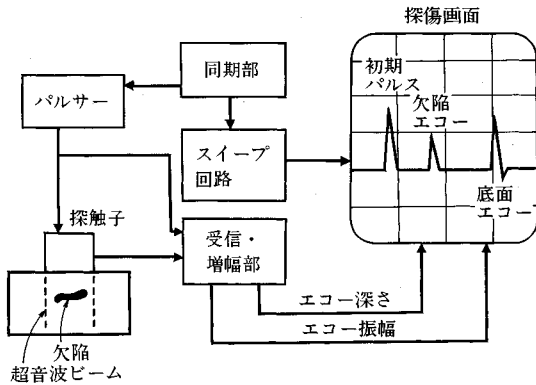 探傷画面
同期部
パルサー
初期
パルス
欠陥
エコー
スイープ
回路
底面
エコー
探触子
受信・
増幅部
エコー深さ
エコー振幅
欠陥
超音波ビーム